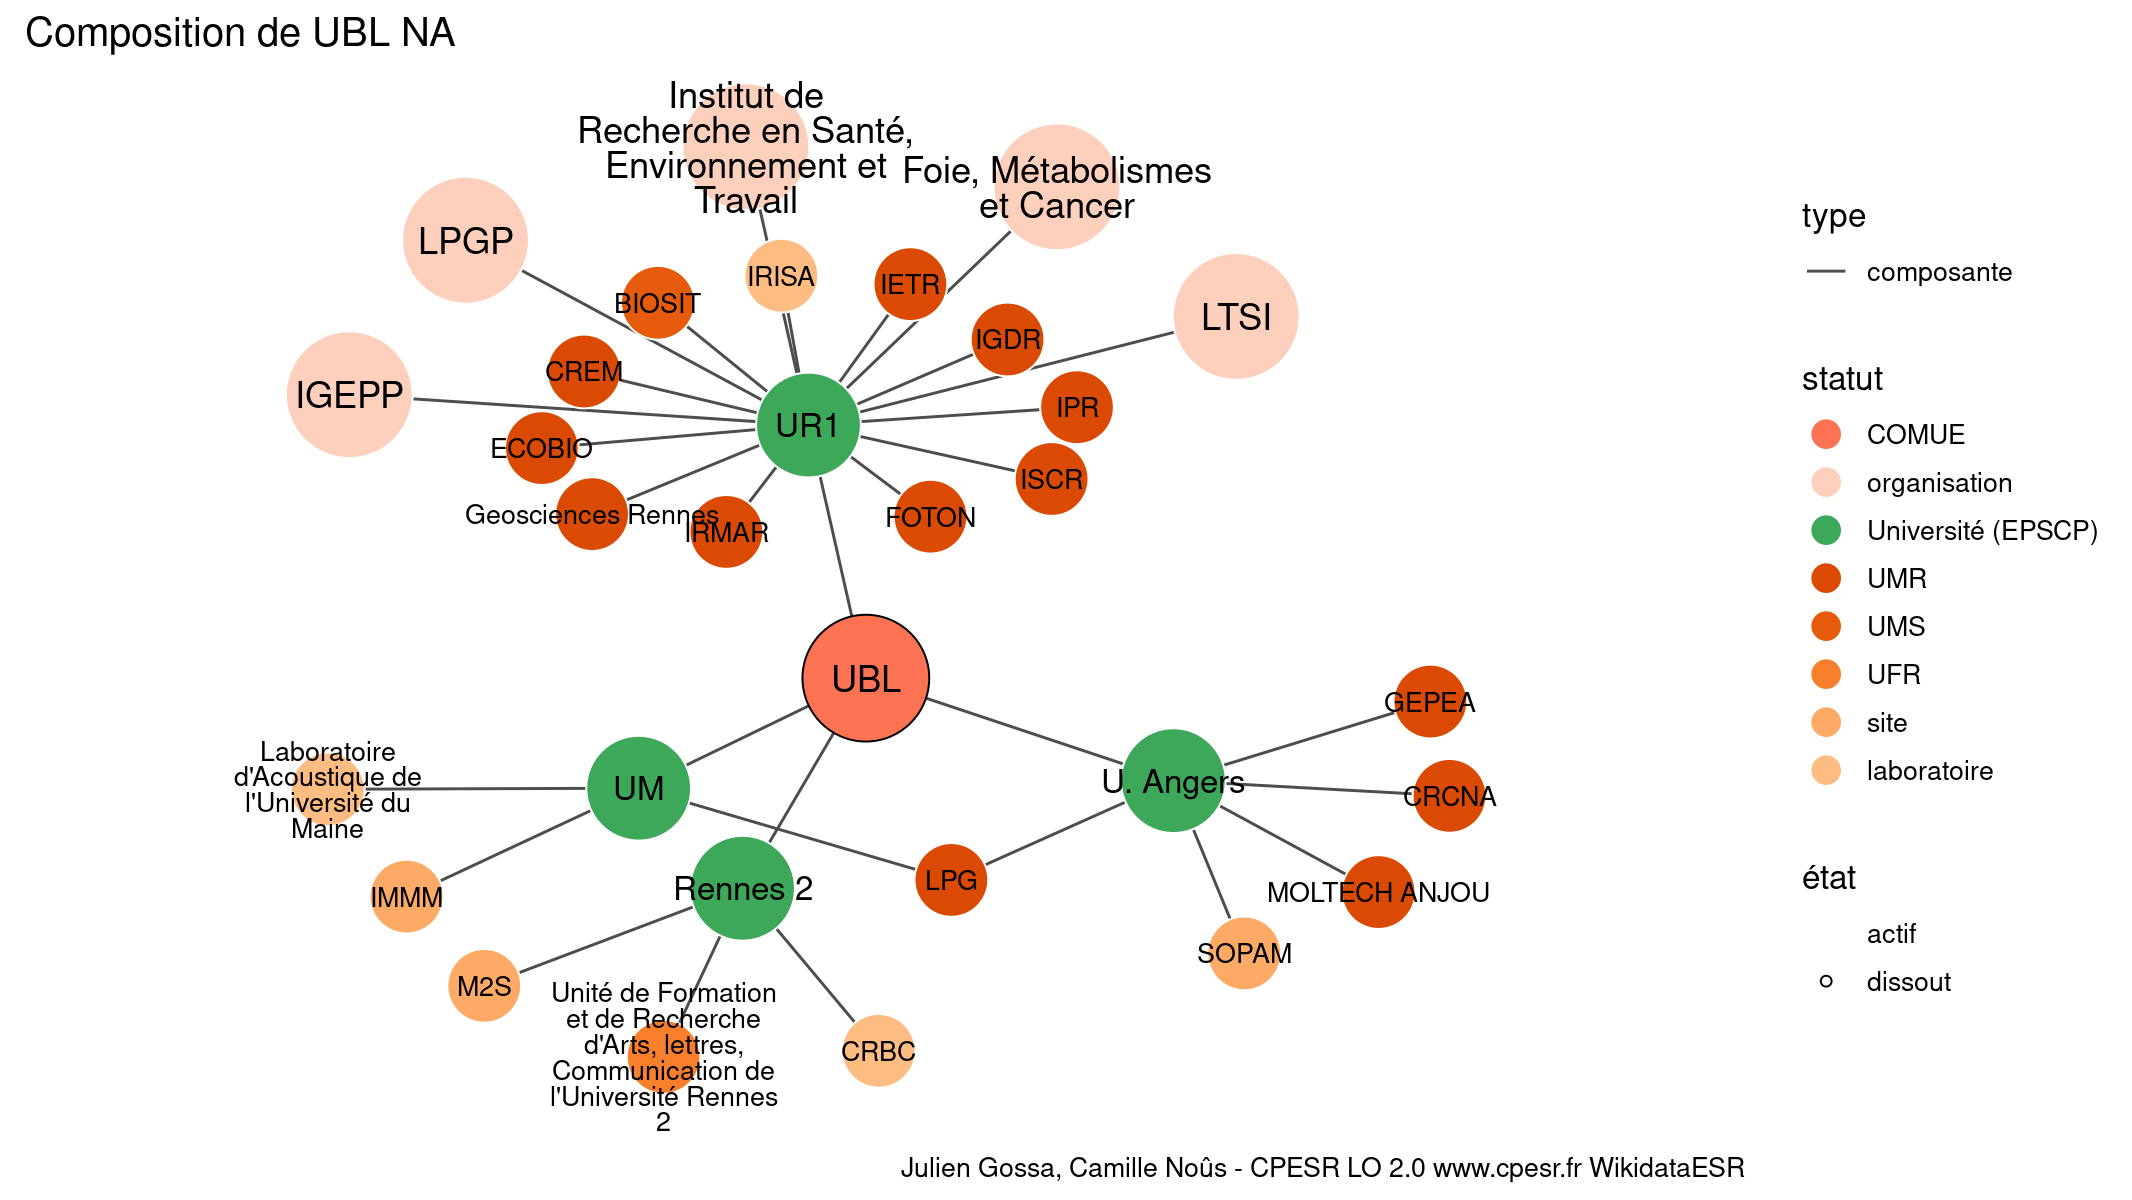 Composition de UBL NA
Institut de
Recherche en Santé,
Environnement et
Travail
Foie, Métabolismes
et Cancer
LPGP
LTSI
IGEPP
BIOSIT
IRISA
IETR
IGDR
CREM
IPR
UR1
ECOBIO
ISCR
Geosciences Rennes
IRMAR
FOTON
UBL
GEPEA
Laboratoire
d'Acoustique de
l'Université du
Maine
UM
U. Angers
CRCNA
IMMM
Rennes 2
LPG
MOLTECH ANJOU
SOPAM
M2S
Unité de Formation
et de Recherche
d'Arts, lettres,
Communication de
l'Université Rennes
2
CRBC
type
composante
statut
COMUE
organisation
Université (EPSCP)
UMR
UMS
UFR
site
laboratoire
état
actif
dissout
Julien Gossa, Camille Noûs - CPESR LO 2.0 www.cpesr.fr WikidataESR